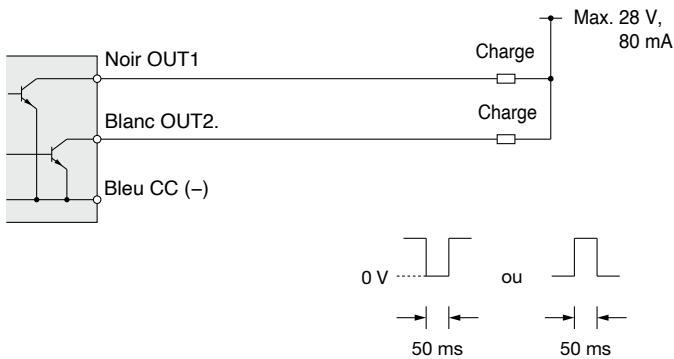 Max. 28 V,
80 mA
Charge
Noir OUT1
Charge
Blanc OUT2.
Bleu CC (−)
0 V
ou
50 ms
50 ms